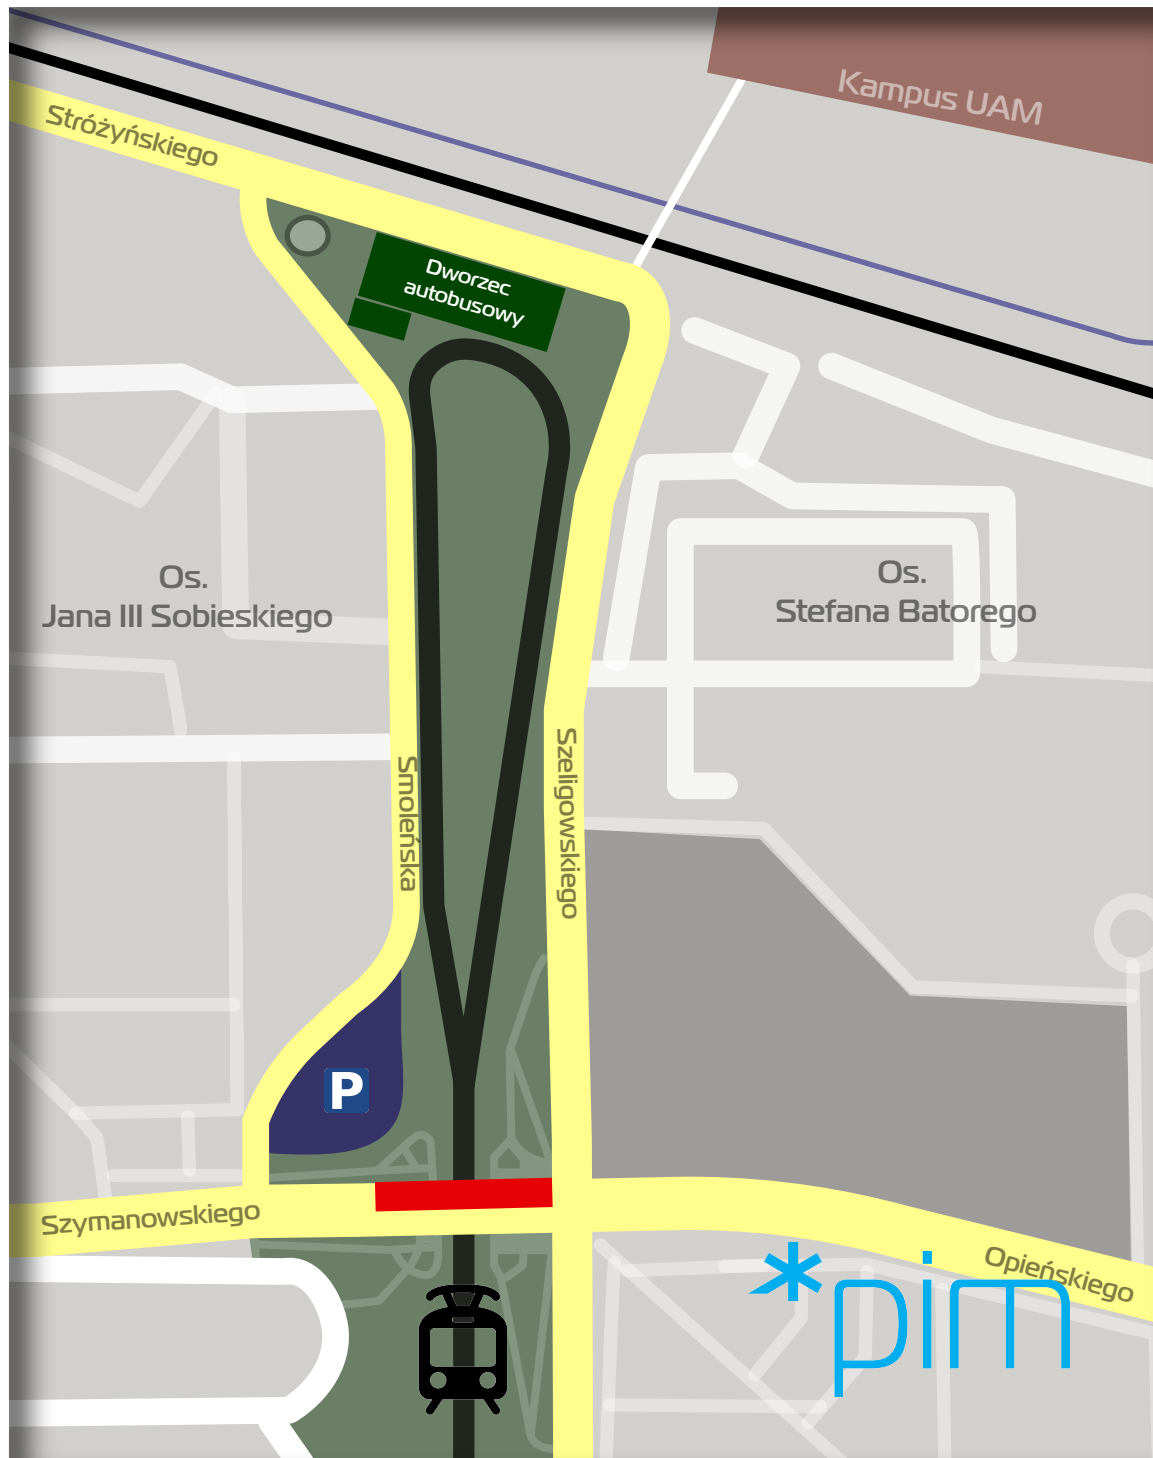 Kampus UAM
Stróżyńskiego
Dworzec
autobusowy
Os.
Jana III Sobieskiego
Os.
Stefana Batorego
Smoleńska
Szeligowskiego
P
Szymanowskiego
Opieńskiego
*pim